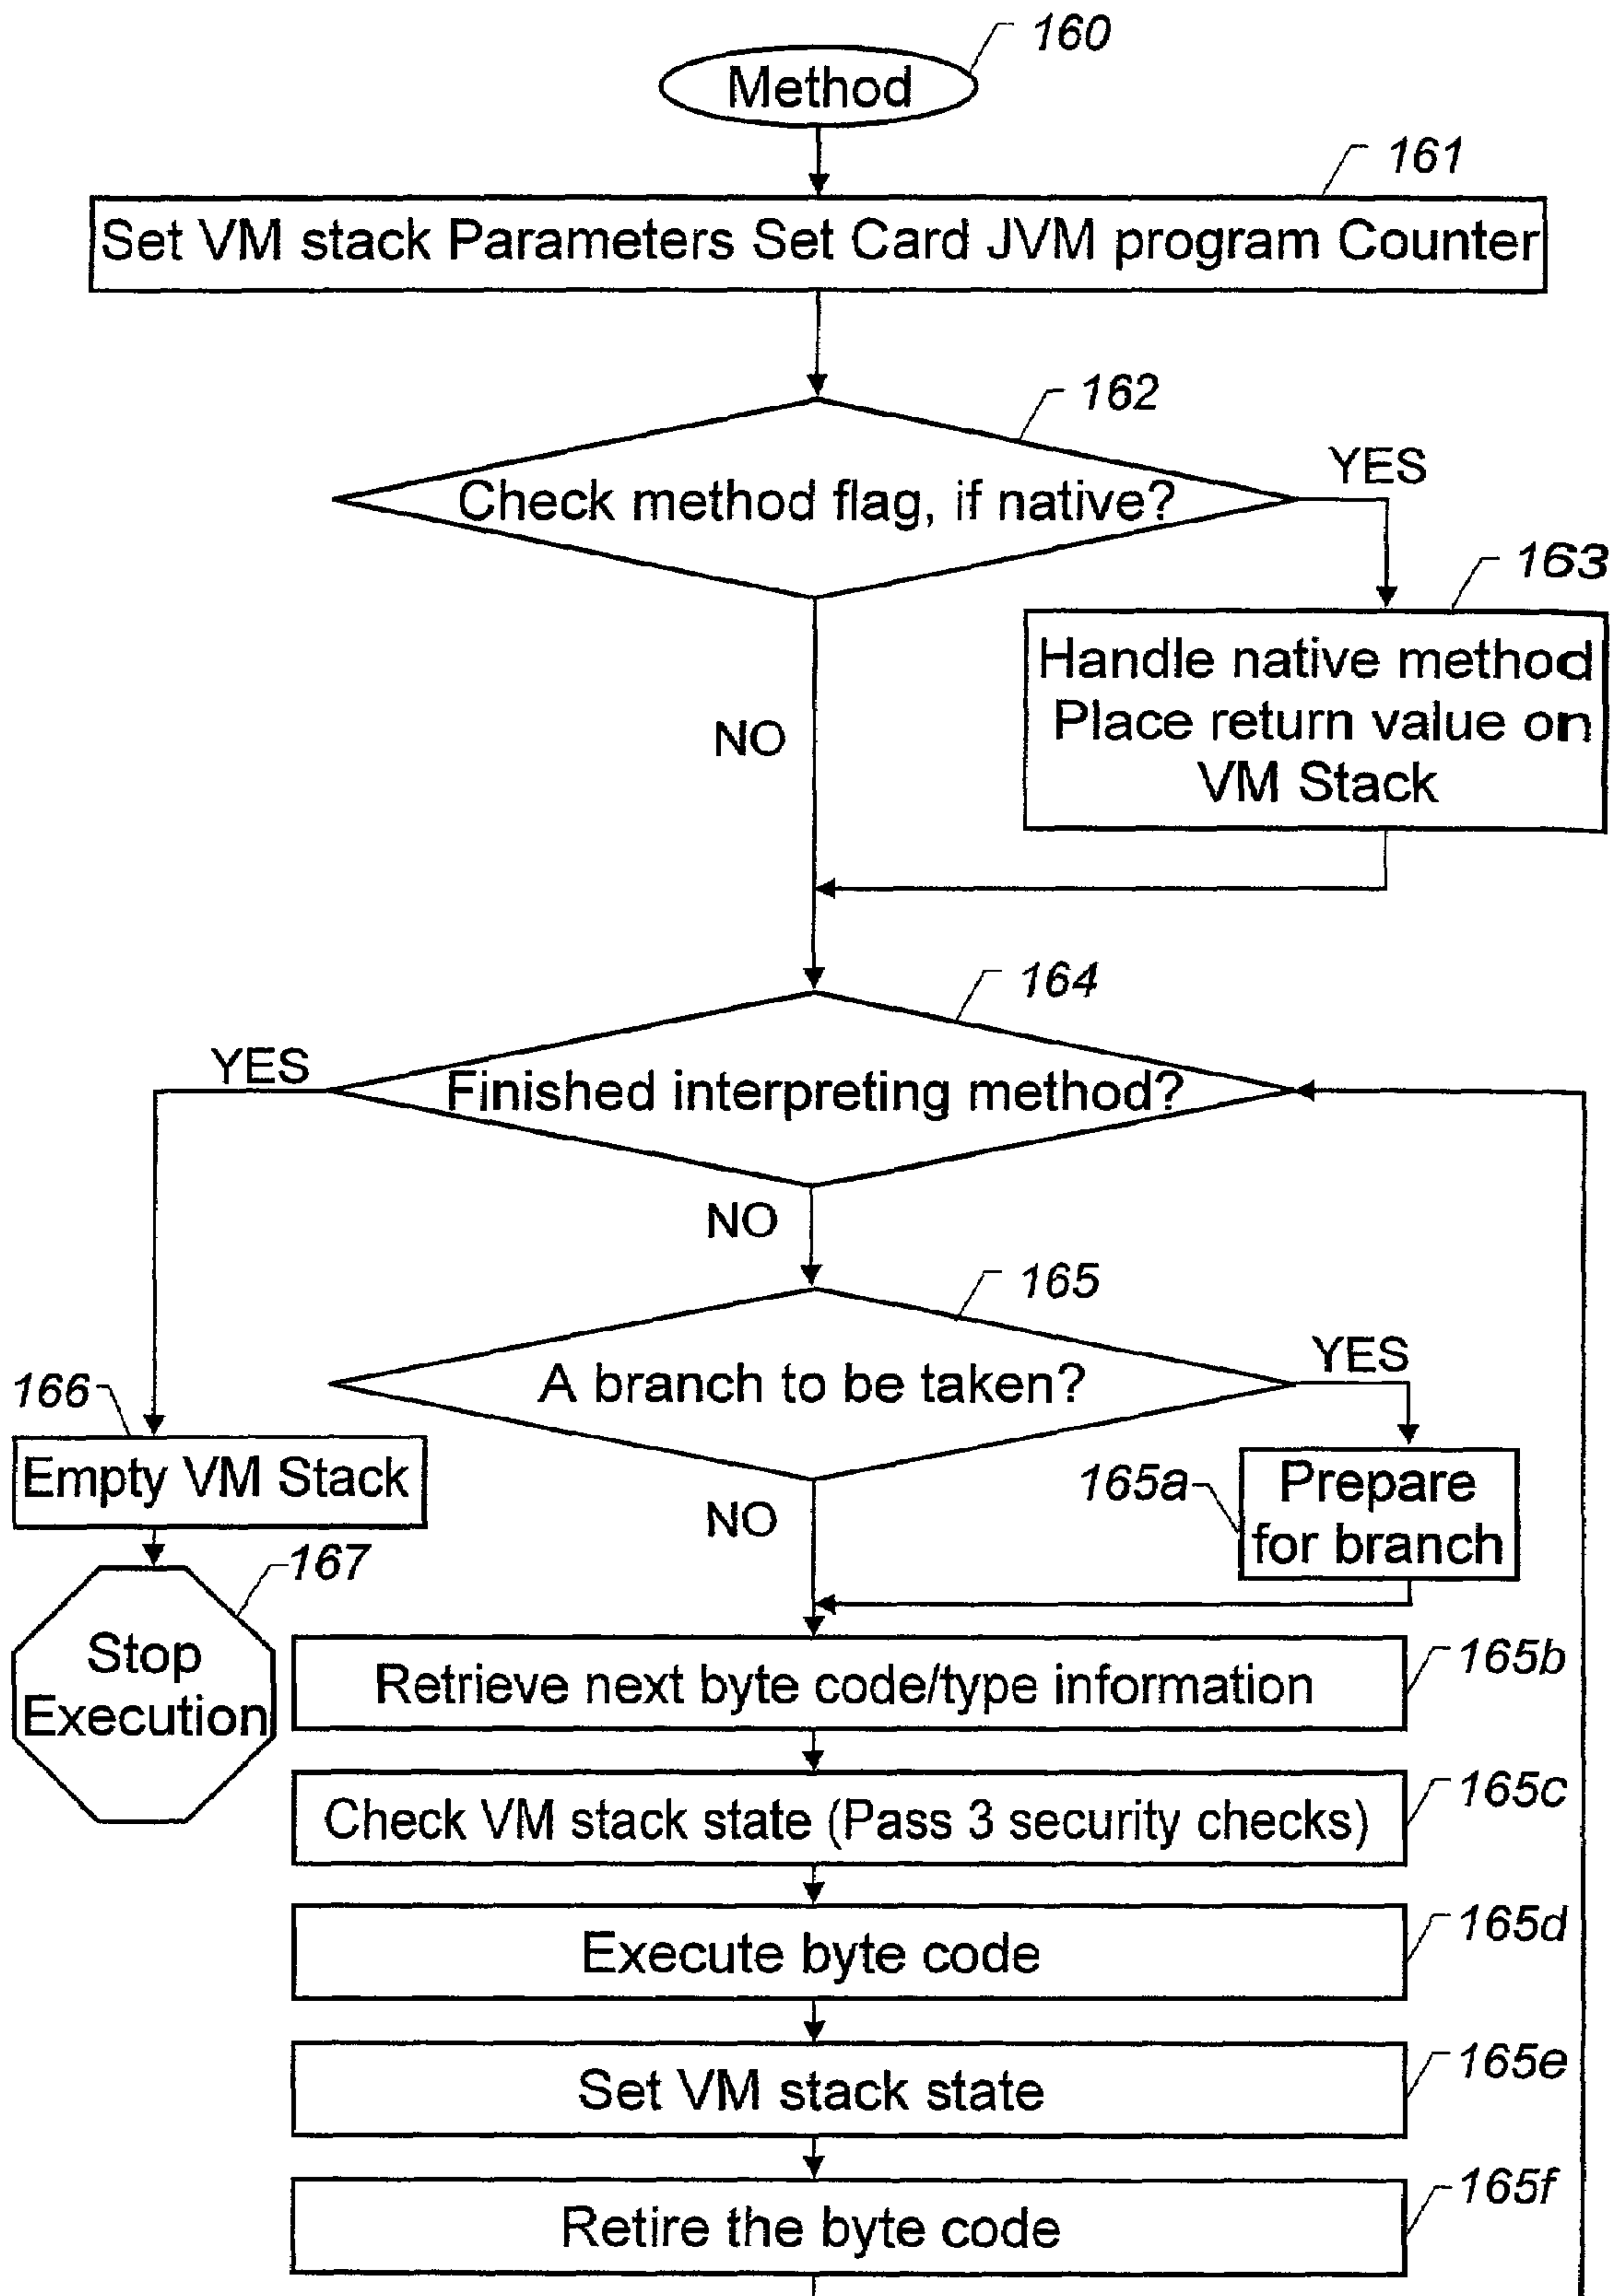 160
Method
161
Set VM stack Parameters Set Card JVM program Counter
162
Check method flag, if native?
YES
163
Handle native method
Place return value on
VM Stack
NO
164
Finished interpreting method?
YES
NO
165
A branch to be taken?
YES
166
Empty VM Stack
165a
Prepare
for branch
NO
167
Stop
Execution
165b
Retrieve next byte code/type information
165c
Check VM stack state (Pass 3 security checks)
165d
Execute byte code
165e
Set VM stack state
165f
Retire the byte code